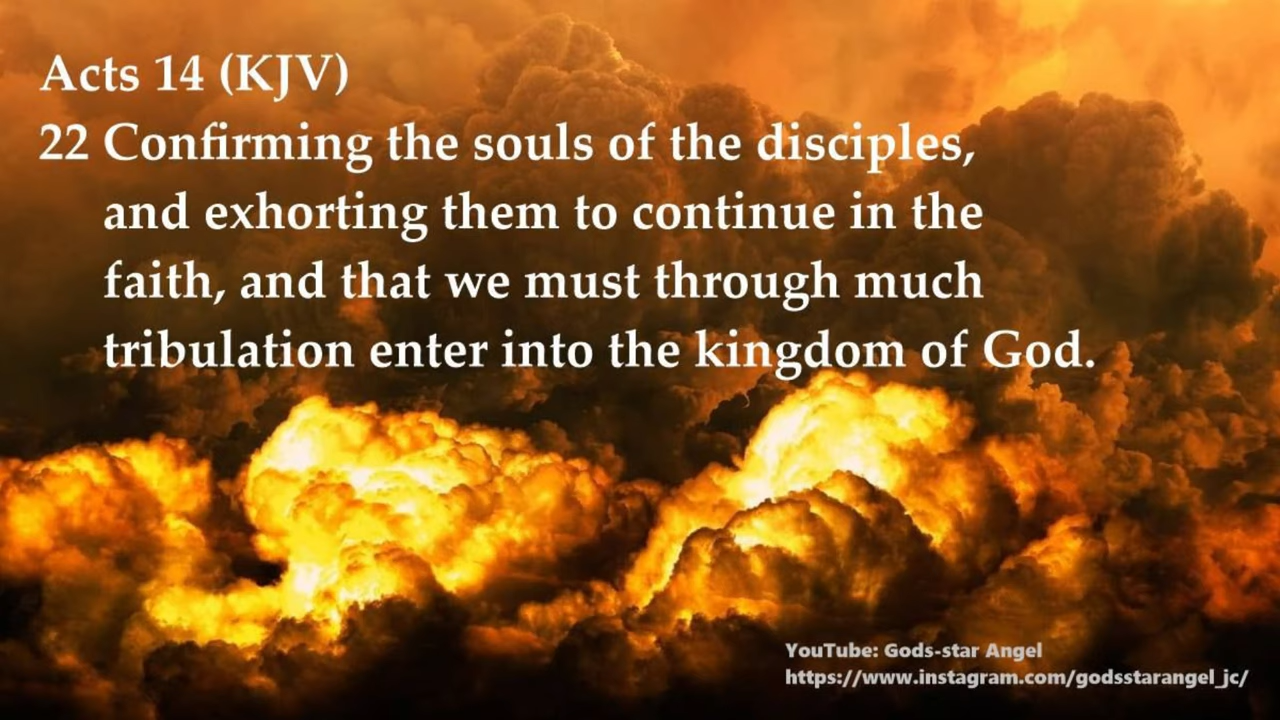 Acts 14 (KJV)
22 Confirming the souls of the disciples,
and exhorting them to continue in the
faith, and that we must through much
tribulation enter into the kingdom of God.
YouTube: Gods-star Angel
https://www.instagram.com/godsstarangel_jc/